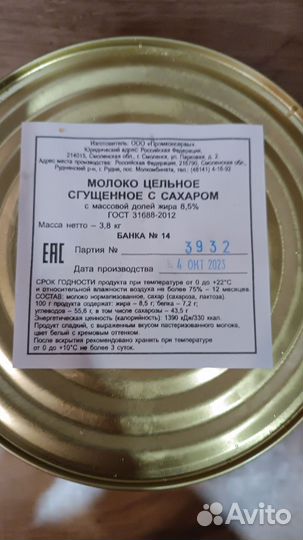 Изготовитель: ООО «Промконсервы»
Юридический адрес: Российская Федерация,
214015, Смоленская обл., г. Смоленск, ул. Парковая, д. 2.
Адрес места производства: Российская Федерация, 216790, Смоленская обл.,
Руднянский р-н, г. Рудня, пос. Молкомбината, тел. (48141) 4-18-92
МОЛОКО ЦЕЛЬНОЕ
СГУЩЕННОЕ С САХАРОМ
с массовой долей жира 8,5%
ГОСТ 31688-2012
Масса нетто – 3,8 кг
БАНКА № 14
EAC
Партия № 3932
Дата производства 4 ОКТ 2023
СРОК ГОДНОСТИ продукта при температуре от 0 до +22°С
и относительной влажности воздуха не более 75% – 12 месяцев.
СОСТАВ: молоко нормализованное, сахар (сахароза, лактоза).
100 г продукта содержат: жира – 8,5 г; белка – 7,2 г;
углеводов – 55,5 г, в том числе сахарозы – 43,5 г
Энергетическая ценность (калорийность): 1390 кДж/330 ккал.
Продукт сладкий, с выраженным вкусом пастеризованного молока,
цвет белый с кремовым оттенком.
После вскрытия рекомендовано хранить при температуре
от 0 до +10°С не более 3 суток.
Avito